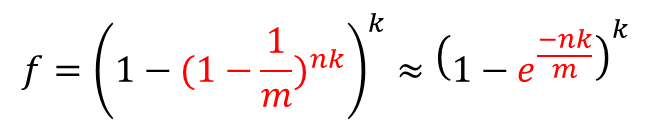 f = (1 − (1 − 1/m)^{nk})^k ≈ (1 − e^{−nk/m})^k